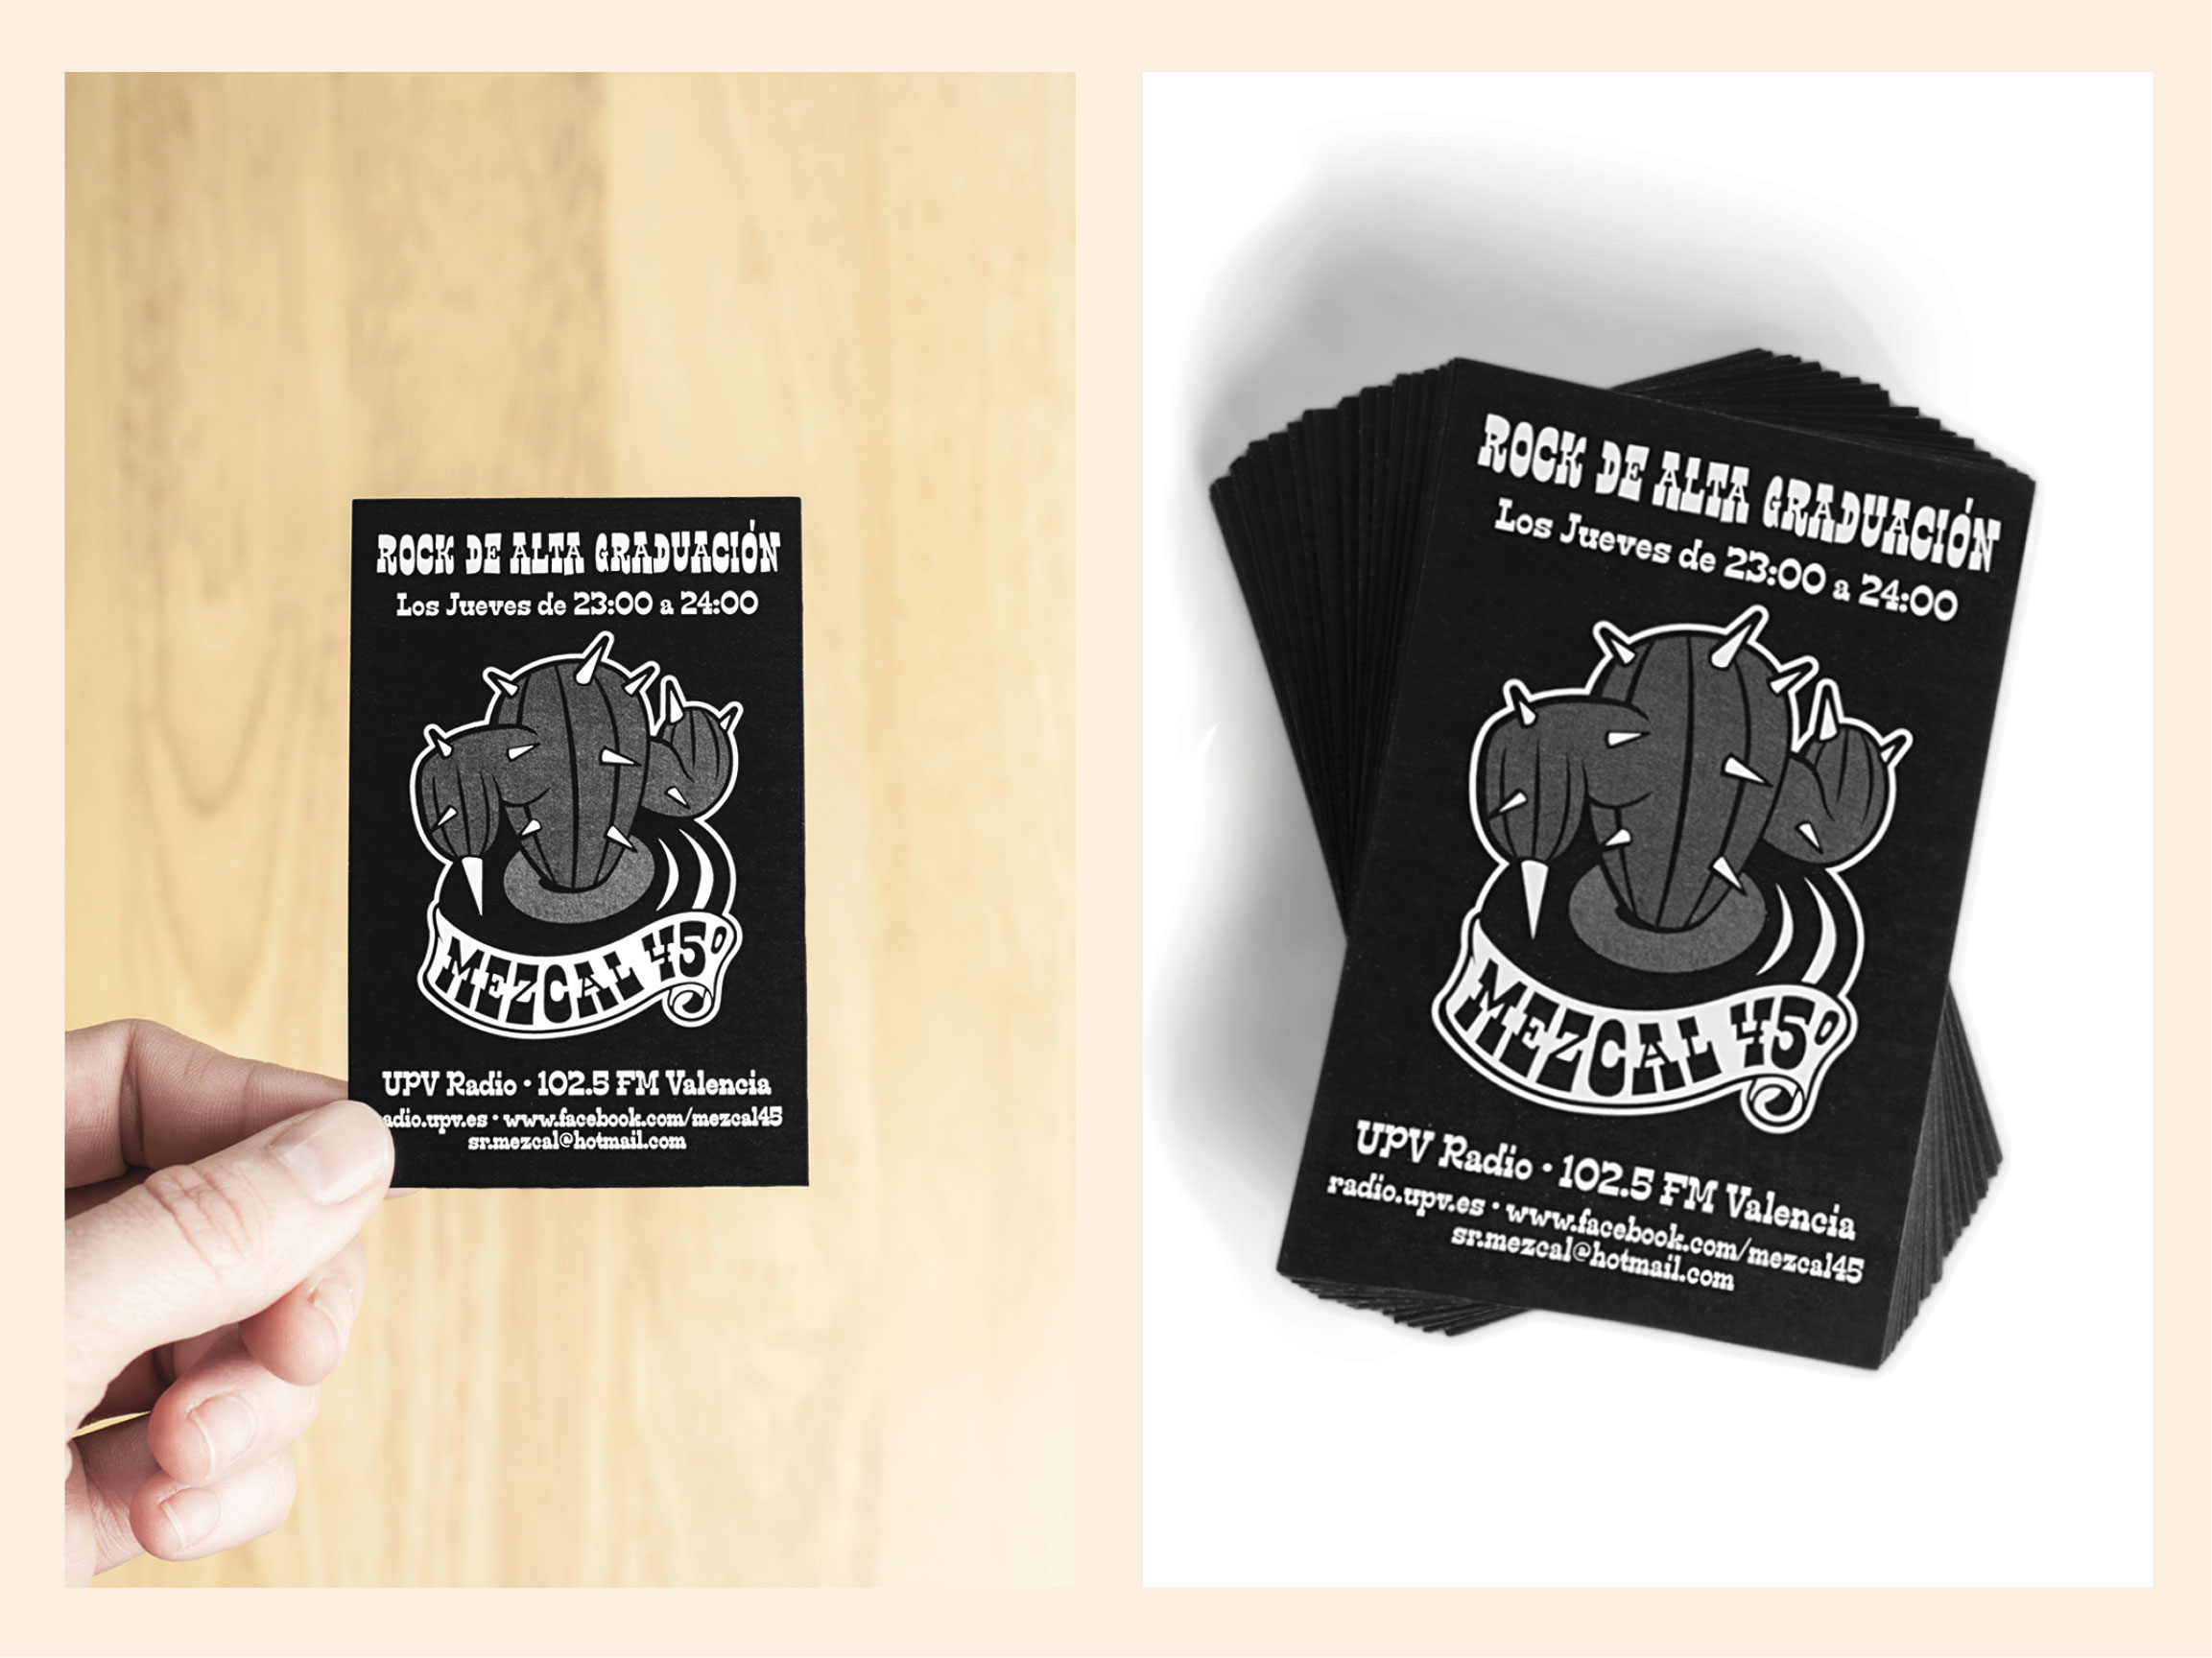 ROCK DE ALTA GRADUACIÓN
Los Jueves de 23:00 a 24:00
MEZCAL 45º
UPV Radio • 102.5 FM Valencia
adio.upv.es • www.facebook.com/mezcal45
sr.mezcal@hotmail.com
ROCK DE ALTA GRADUACIÓN
Los Jueves de 23:00 a 24:00
MEZCAL 45º
UPV Radio • 102.5 FM Valencia
radio.upv.es • www.facebook.com/mezcal45
sr.mezcal@hotmail.com